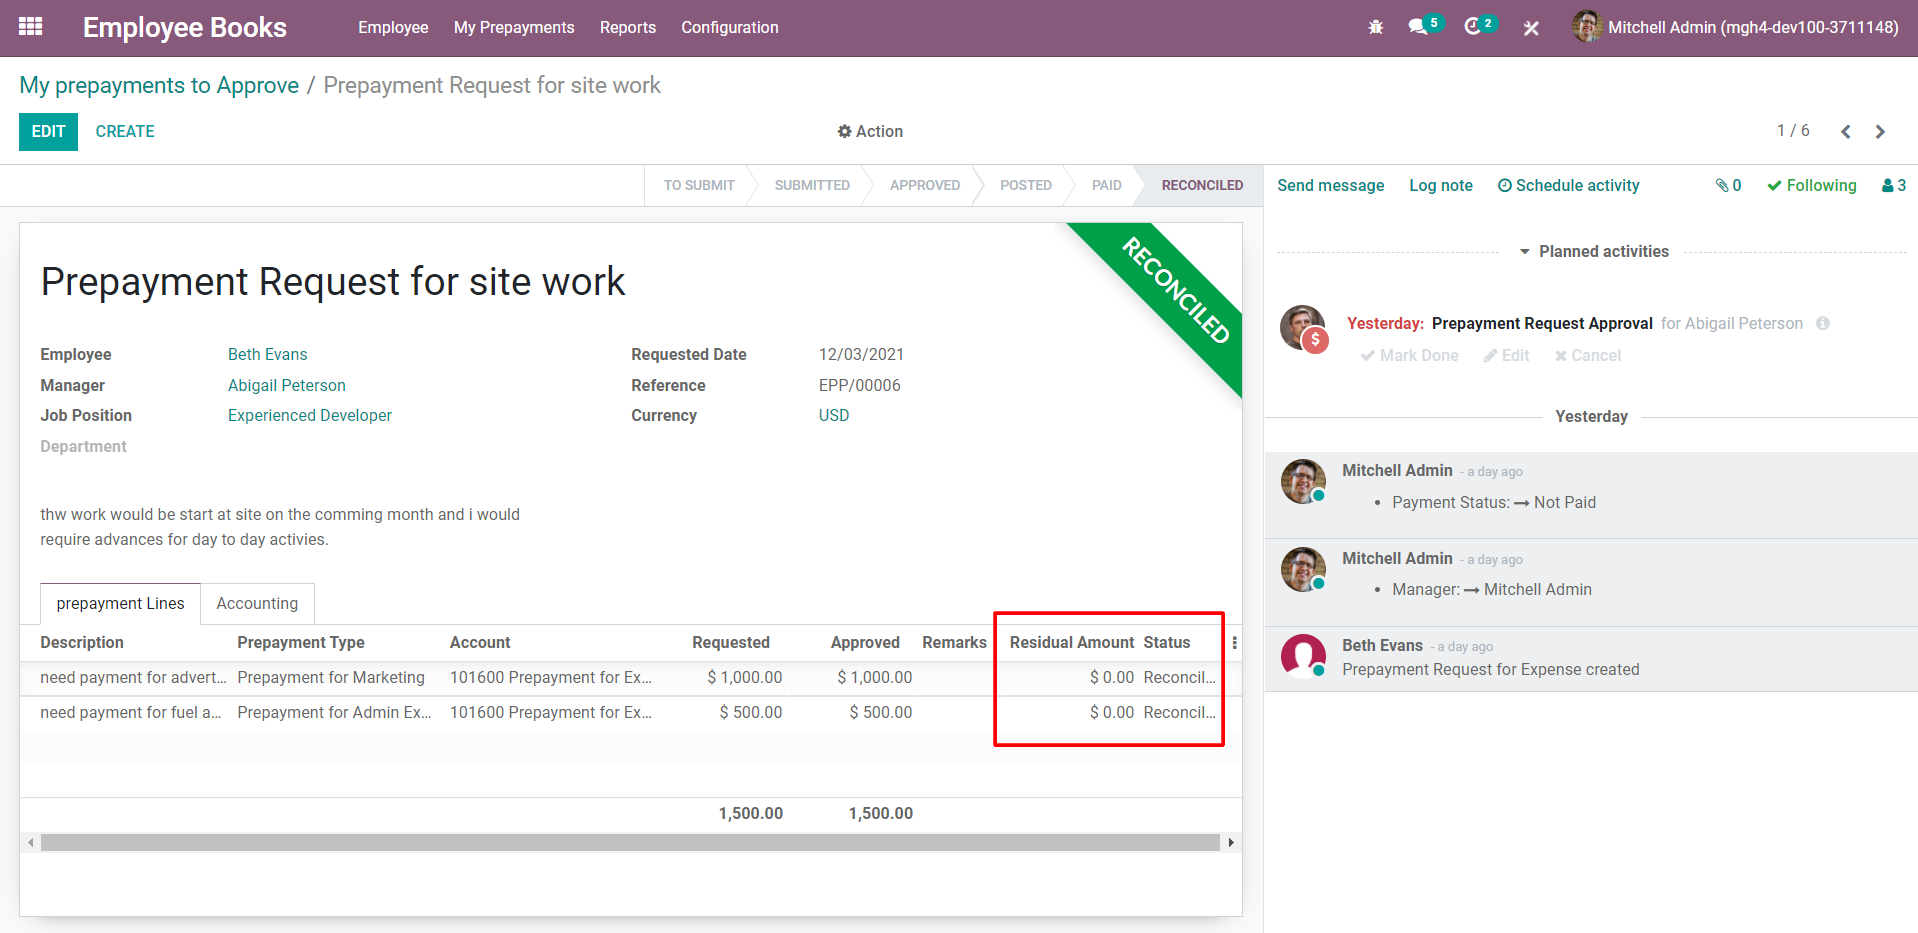 Employee Books Employee My Prepayments Reports Configuration 5 2 Mitchell Admin (mgh4-dev100-3711148)
My prepayments to Approve / Prepayment Request for site work
EDIT CREATE Action 1 / 6
TO SUBMIT SUBMITTED APPROVED POSTED PAID RECONCILED
RECONCILED
Prepayment Request for site work
Employee Beth Evans Requested Date 12/03/2021
Manager Abigail Peterson Reference EPP/00006
Job Position Experienced Developer Currency USD
Department
thw work would be start at site on the comming month and i would
require advances for day to day activies.
prepayment Lines Accounting
Description Prepayment Type Account Requested Approved Remarks Residual Amount Status
need payment for advert... Prepayment for Marketing 101600 Prepayment for Ex... $ 1,000.00 $ 1,000.00 $ 0.00 Reconcil...
need payment for fuel a... Prepayment for Admin Ex... 101600 Prepayment for Ex... $ 500.00 $ 500.00 $ 0.00 Reconcil...
1,500.00 1,500.00
Send message Log note Schedule activity 0 Following 3
Planned activities
Yesterday: Prepayment Request Approval for Abigail Peterson
$
Mark Done Edit Cancel
Yesterday
Mitchell Admin - a day ago
• Payment Status: → Not Paid
Mitchell Admin - a day ago
• Manager: → Mitchell Admin
Beth Evans - a day ago
Prepayment Request for Expense created